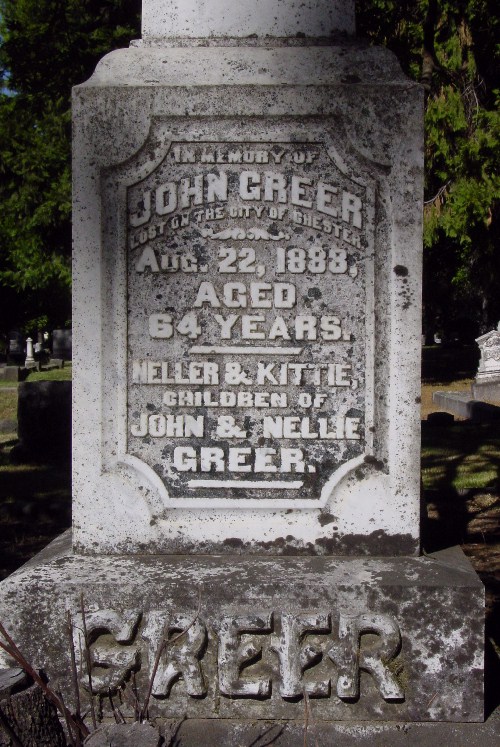 IN MEMORY OF
JOHN GREER
LOST ON THE CITY OF CHESTER.
AUG. 22, 1888,
AGED
64 YEARS.
HELLER & KITTIE,
CHILDREN OF
JOHN & NELLIE
GREER.
GREER